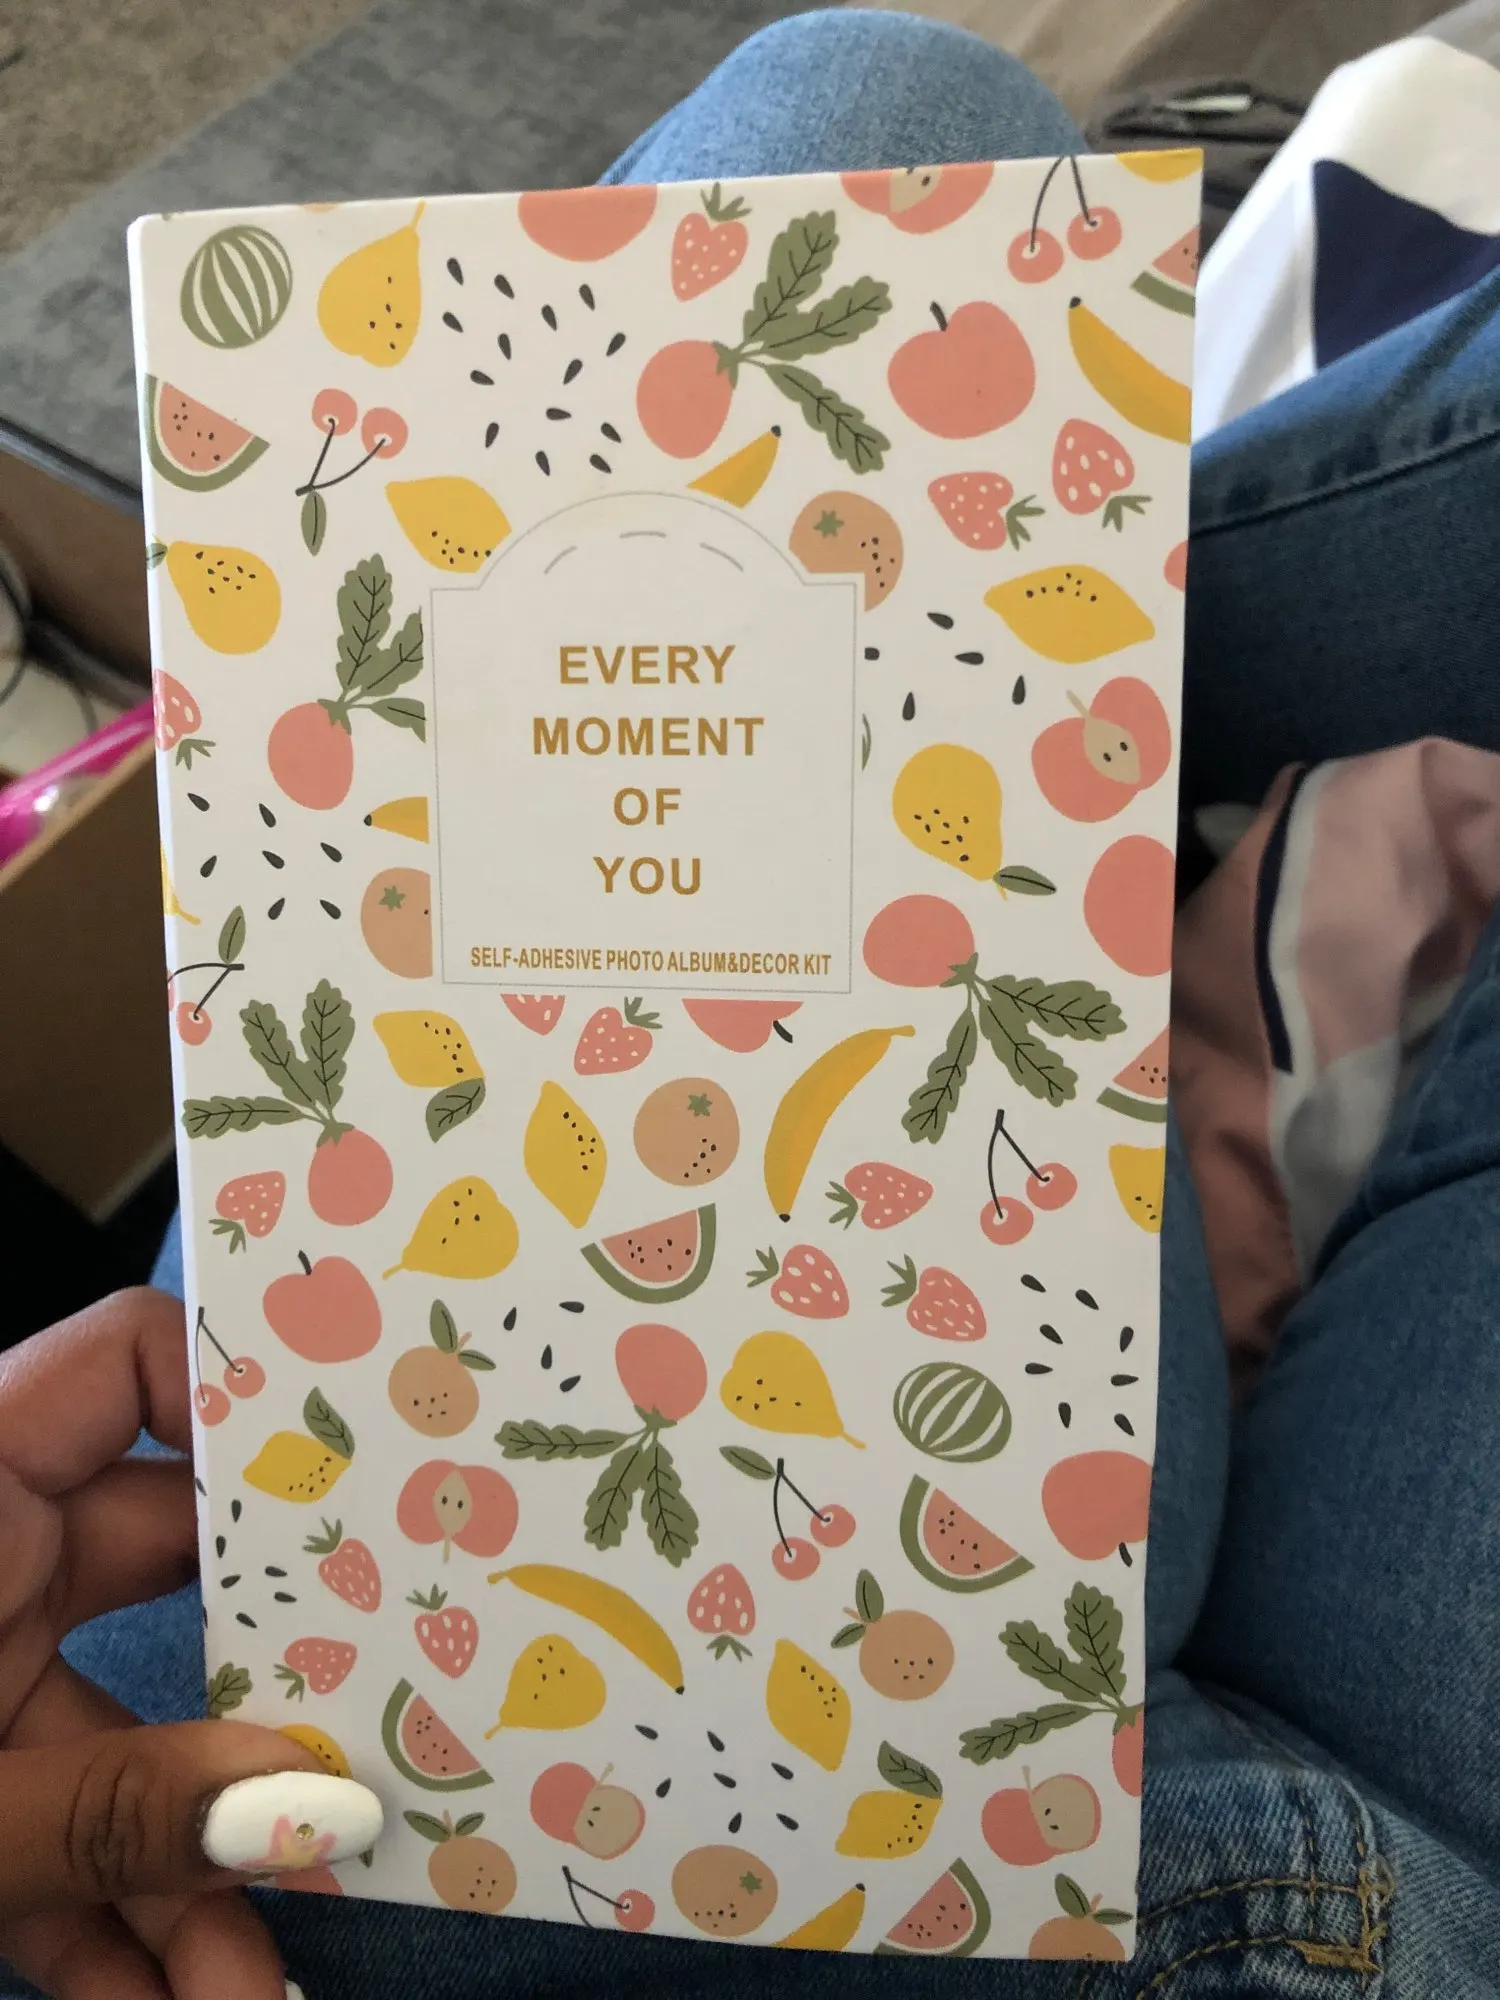 EVERY
MOMENT
OF
YOU
SELF-ADHESIVE PHOTO ALBUM&DECOR KIT